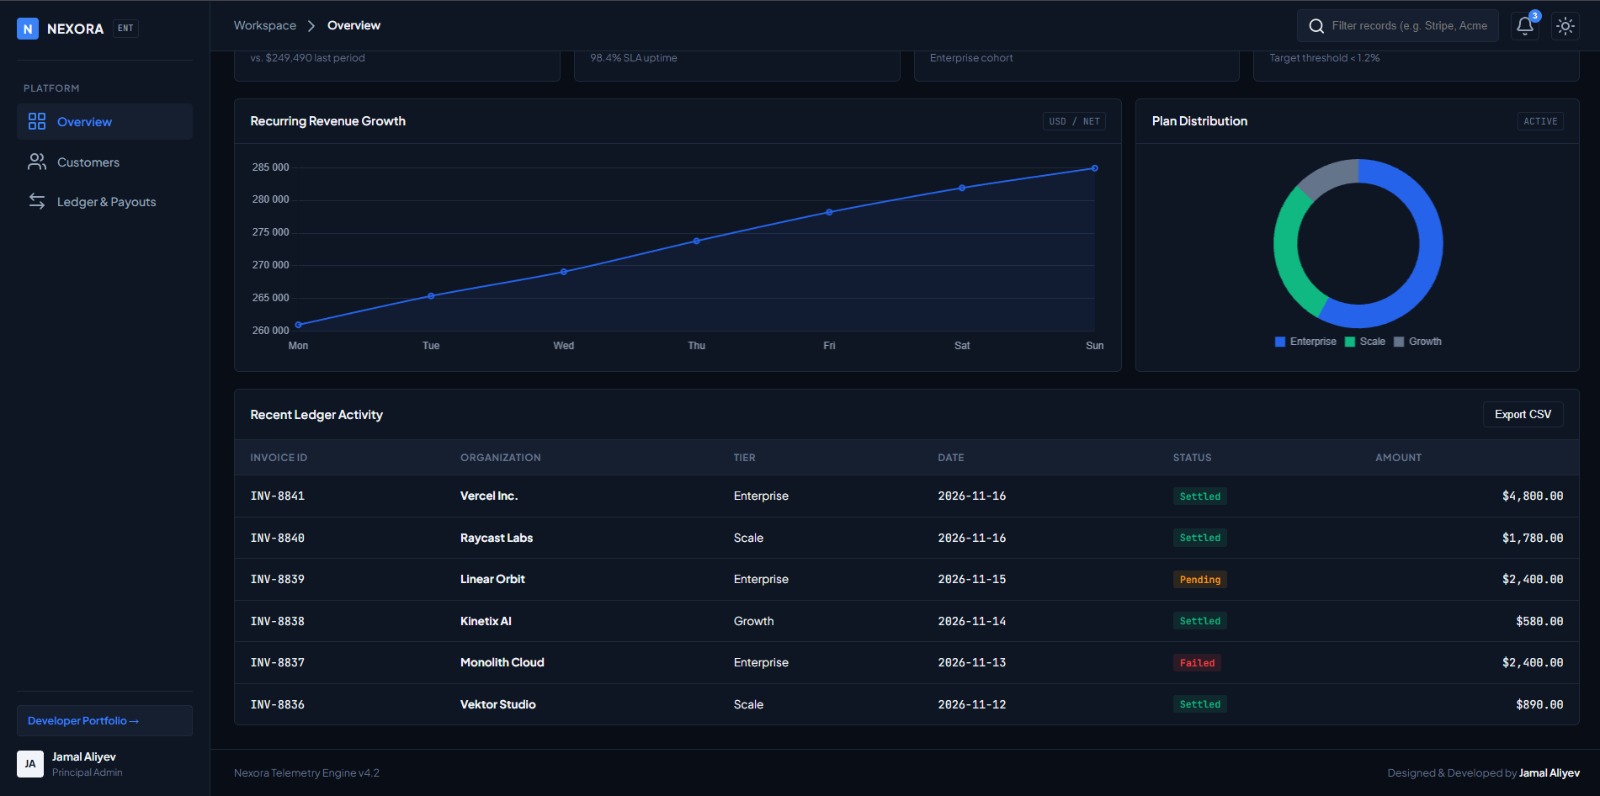 N NEXORA ENT
PLATFORM
Overview
Customers
Ledger & Payouts
Developer Portfolio →
JA Jamal Aliyev
Principal Admin
Workspace > Overview
Filter records (e.g. Stripe, Acme
3
vs. $249,490 last period
98.4% SLA uptime
Enterprise cohort
Target threshold < 1.2%
Recurring Revenue Growth
USD / NET
285 000
280 000
275 000
270 000
265 000
260 000
Mon Tue Wed Thu Fri Sat Sun
Plan Distribution
ACTIVE
Enterprise Scale Growth
Recent Ledger Activity
Export CSV
INVOICE ID ORGANIZATION TIER DATE STATUS AMOUNT
INV-8841 Vercel Inc. Enterprise 2026-11-16 Settled $4,800.00
INV-8840 Raycast Labs Scale 2026-11-16 Settled $1,780.00
INV-8839 Linear Orbit Enterprise 2026-11-15 Pending $2,400.00
INV-8838 Kinetix AI Growth 2026-11-14 Settled $580.00
INV-8837 Monolith Cloud Enterprise 2026-11-13 Failed $2,400.00
INV-8836 Vektor Studio Scale 2026-11-12 Settled $890.00
Nexora Telemetry Engine v4.2
Designed & Developed by Jamal Aliyev